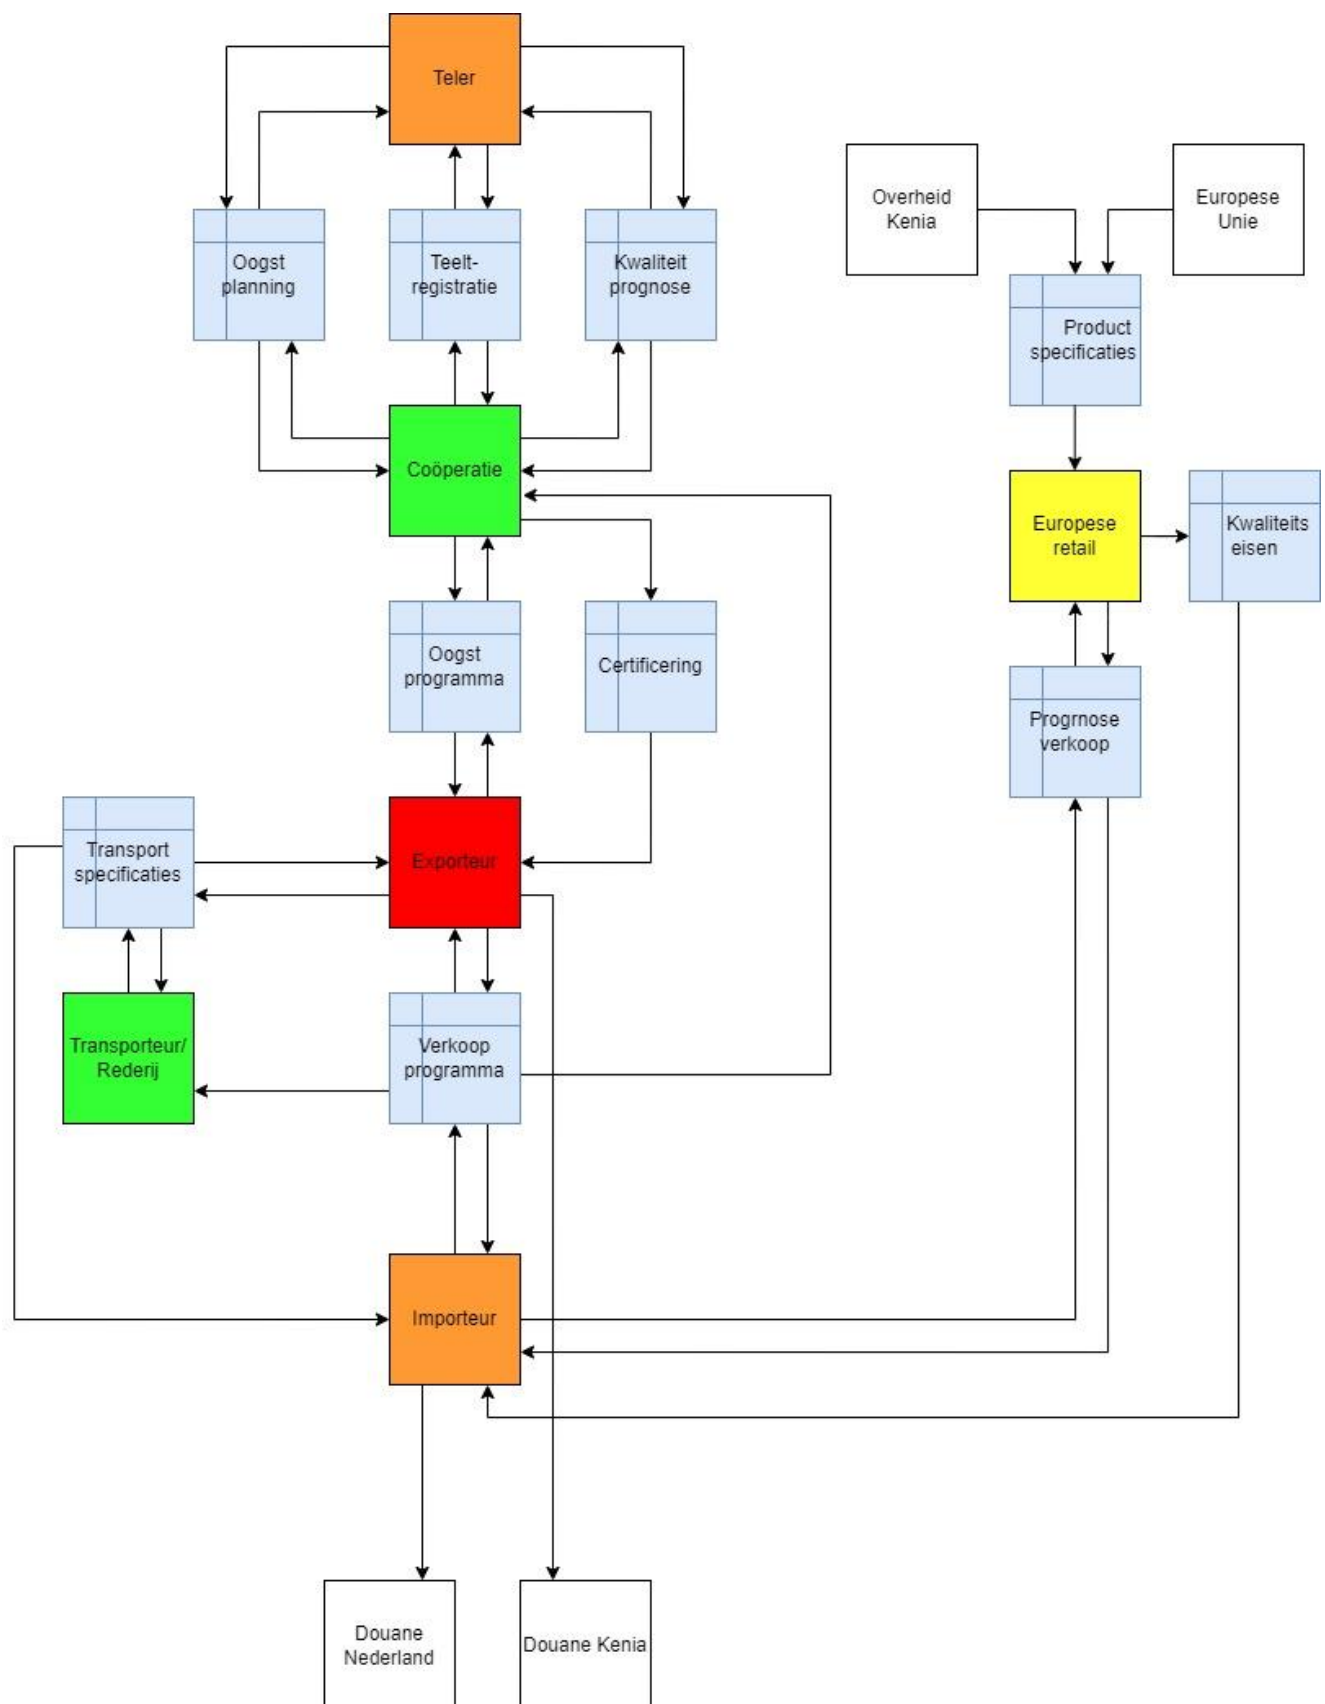 Teler
Overheid
Kenia
Europese
Unie
Oogst
planning
Teelt-
registratie
Kwaliteit
prognose
Product
specificaties
Coöperatie
Europese
retail
Kwaliteits
eisen
Oogst
programma
Certificering
Progrnose
verkoop
Transport
specificaties
Exporteur
Transporteur/
Rederij
Verkoop
programma
Importeur
Douane
Nederland
Douane Kenia